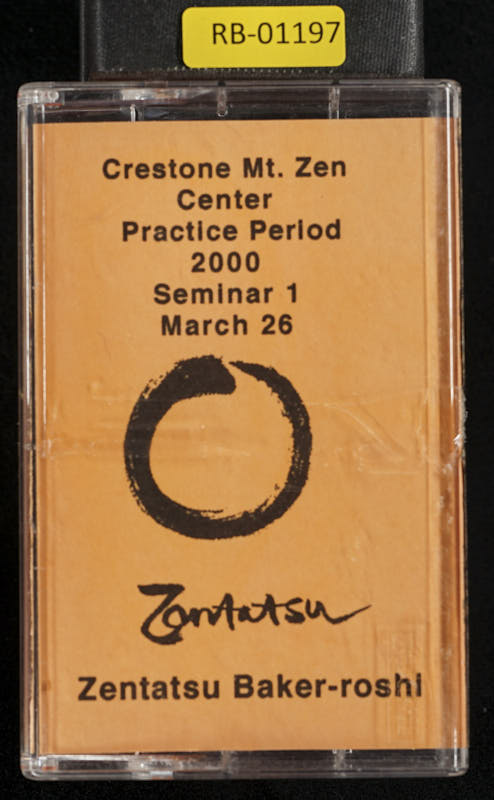 RB-01197
Crestone Mt. Zen
Center
Practice Period
2000
Seminar 1
March 26
Zentatsu
Zentatsu Baker-roshi